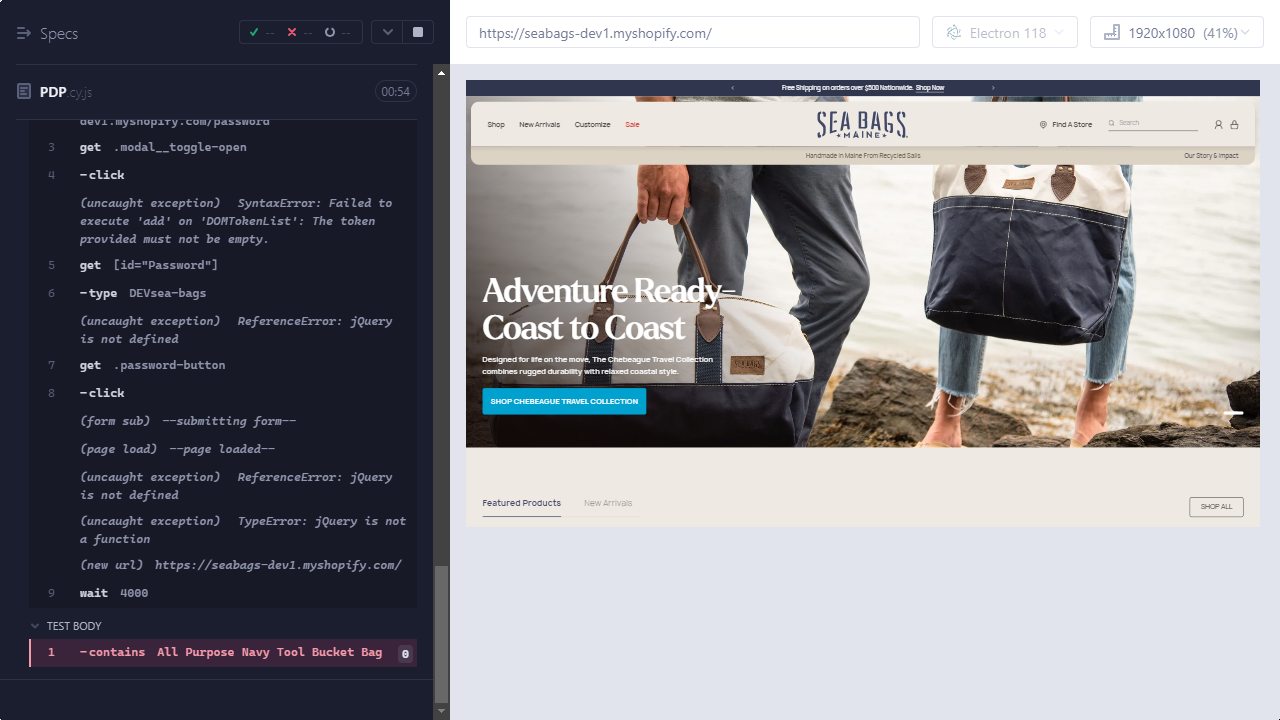 Specs
--
--
--
PDP.cy.js
00:54
dev1.myshopify.com/password
3 get .modal__toggle-open
4 -click
(uncaught exception) SyntaxError: Failed to
execute 'add' on 'DOMTokenList': The token
provided must not be empty.
5 get [id="Password"]
6 -type DEVsea-bags
(uncaught exception) ReferenceError: jQuery
is not defined
7 get .password-button
8 -click
(form sub) --submitting form--
(page load) --page loaded--
(uncaught exception) ReferenceError: jQuery
is not defined
(uncaught exception) TypeError: jQuery is not
a function
(new url) https://seabags-dev1.myshopify.com/
9 wait 4000
TEST BODY
1 -contains All Purpose Navy Tool Bucket Bag 0
https://seabags-dev1.myshopify.com/
Electron 118
1920x1080 (41%)
Free Shipping on orders over $500 Nationwide. Shop Now
Shop New Arrivals Customize Sale
SEA BAGS
MAINE
Find A Store
Search
Handmade in Maine From Recycled Sails
Our Story & Impact
Adventure Ready–
Coast to Coast
Designed for life on the move, The Chebeague Travel Collection
combines rugged durability with relaxed coastal style.
SHOP CHEBEAGUE TRAVEL COLLECTION
SEA BAGS
Featured Products
New Arrivals
SHOP ALL